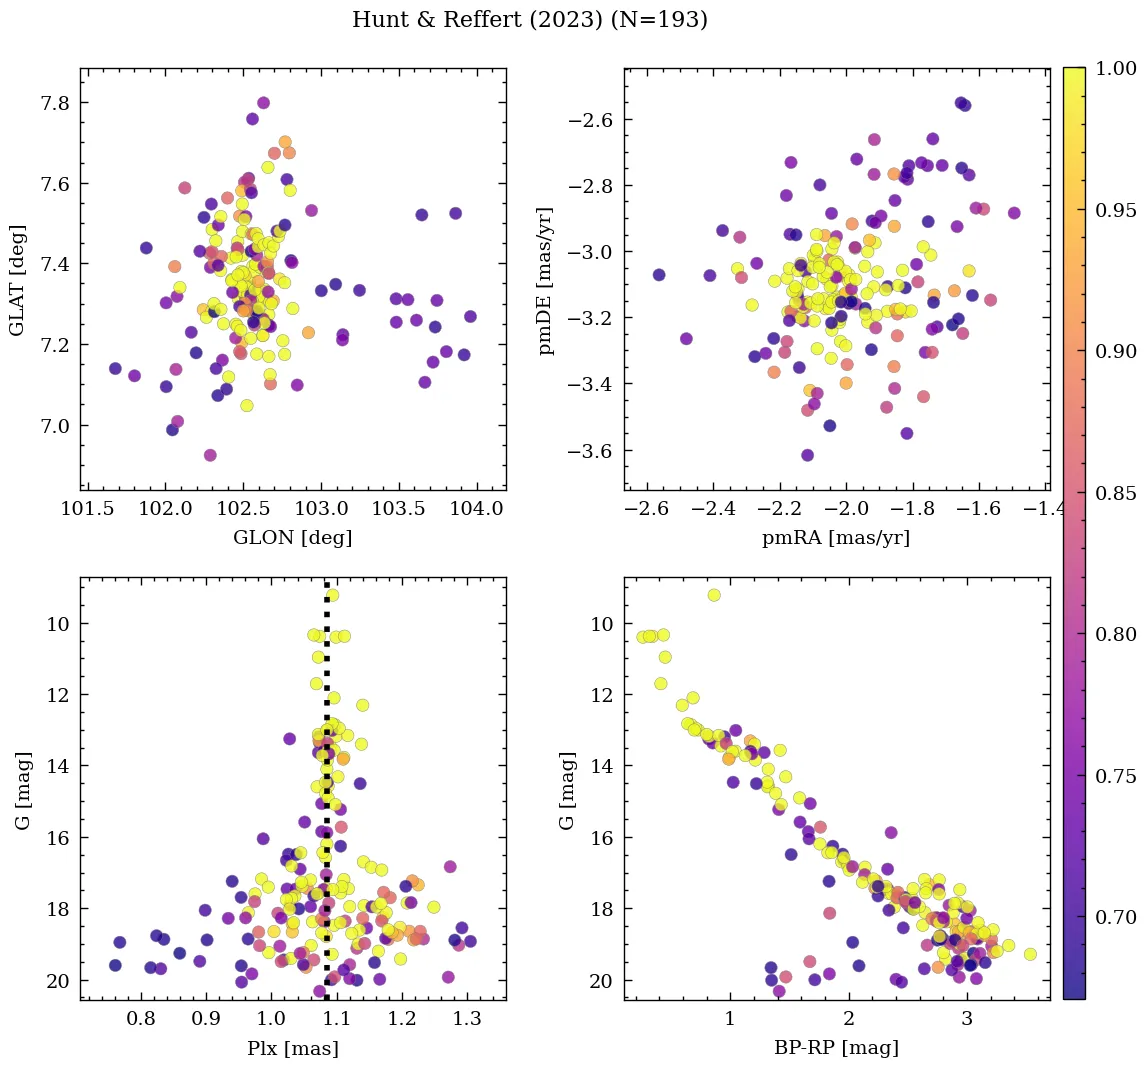 Hunt & Reffert (2023) (N=193)
7.8
7.6
7.4
7.2
7.0
GLAT [deg]
101.5 102.0 102.5 103.0 103.5 104.0
GLON [deg]
−2.6
−2.8
−3.0
−3.2
−3.4
−3.6
pmDE [mas/yr]
−2.6 −2.4 −2.2 −2.0 −1.8 −1.6 −1.4
pmRA [mas/yr]
1.00
0.95
0.90
0.85
0.80
0.75
0.70
10
12
14
16
18
20
G [mag]
0.8 0.9 1.0 1.1 1.2 1.3
Plx [mas]
10
12
14
16
18
20
G [mag]
1 2 3
BP-RP [mag]